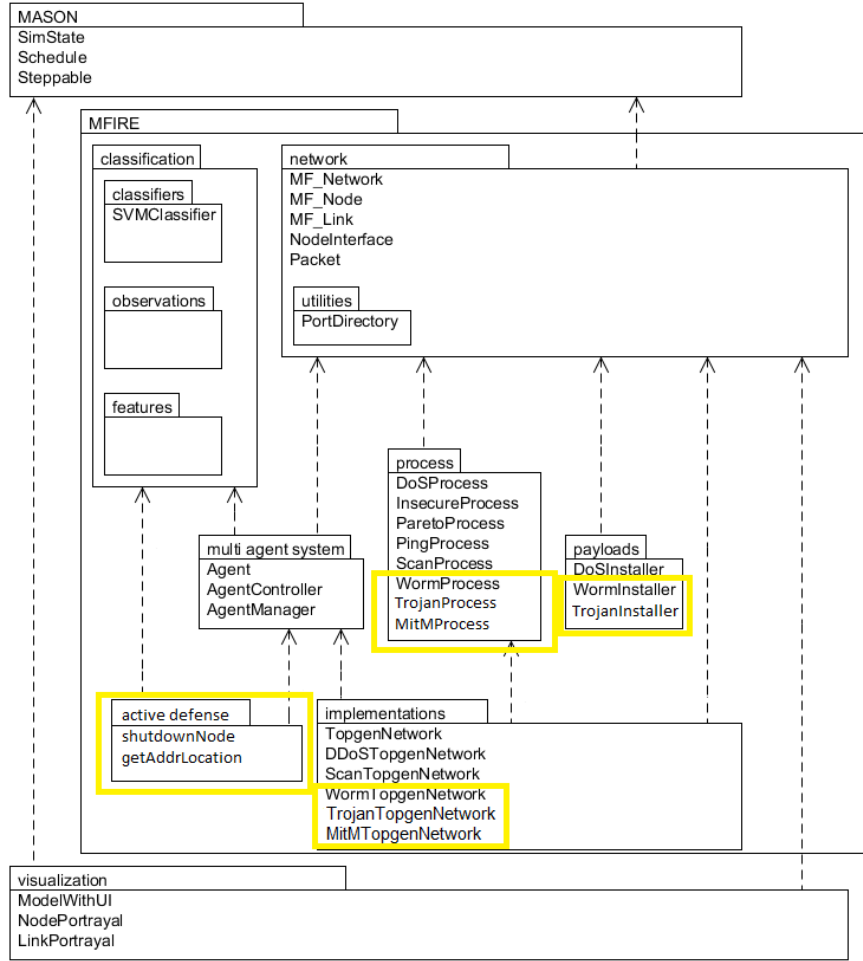 MASON
SimState
Schedule
Steppable
MFIRE
classification
classifiers
SVMClassifier
observations
features
network
MF_Network
MF_Node
MF_Link
NodeInterface
Packet
utilities
PortDirectory
process
DoSProcess
InsecureProcess
ParetoProcess
PingProcess
ScanProcess
WormProcess
TrojanProcess
MitMProcess
multi agent system
Agent
AgentController
AgentManager
payloads
DoSInstaller
WormInstaller
TrojanInstaller
active defense
shutdownNode
getAddrLocation
implementations
TopgenNetwork
DDoSTopgenNetwork
ScanTopgenNetwork
WormTopgenNetwork
TrojanTopgenNetwork
MitMTopgenNetwork
visualization
ModelWithUI
NodePortrayal
LinkPortrayal